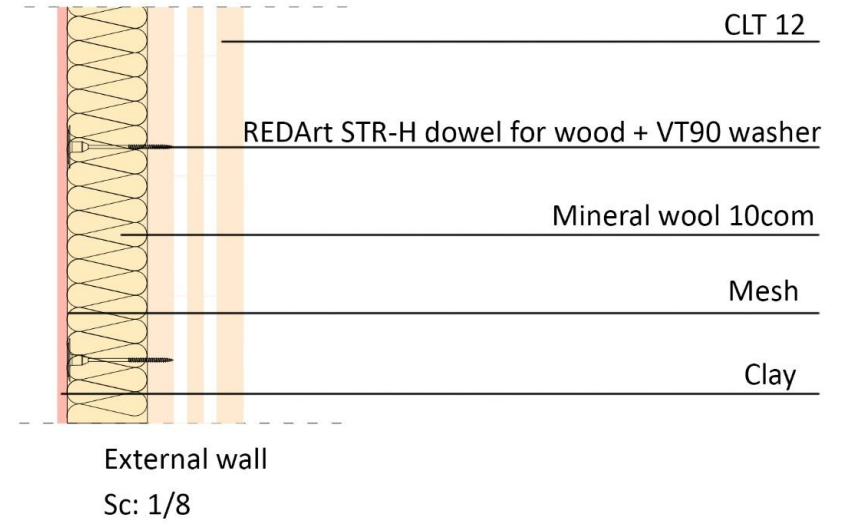 CLT 12
REDArt STR-H dowel for wood + VT90 washer
Mineral wool 10com
Mesh
Clay
External wall
Sc: 1/8